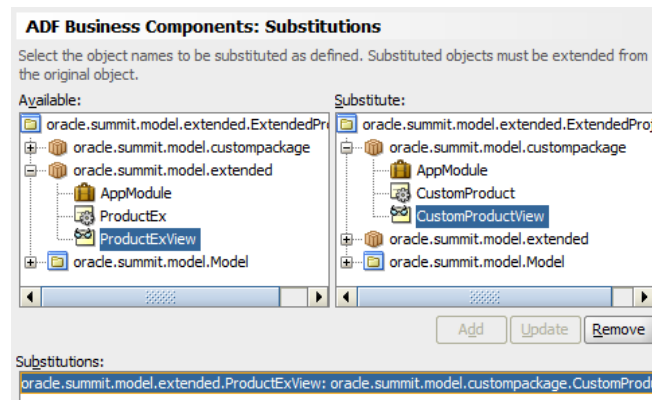 ADF Business Components: Substitutions
Select the object names to be substituted as defined. Substituted objects must be extended from
the original object.
Available: Substitute:
oracle.summit.model.extended.ExtendedPr oracle.summit.model.extended.ExtendedProj
oracle.summit.model.custompackage oracle.summit.model.custompackage
oracle.summit.model.extended AppModule
AppModule CustomProduct
ProductEx CustomProductView
ProductExView oracle.summit.model.extended
oracle.summit.model.Model oracle.summit.model.Model
Add Update Remove
Substitutions:
oracle.summit.model.extended.ProductExView: oracle.summit.model.custompackage.CustomProdu